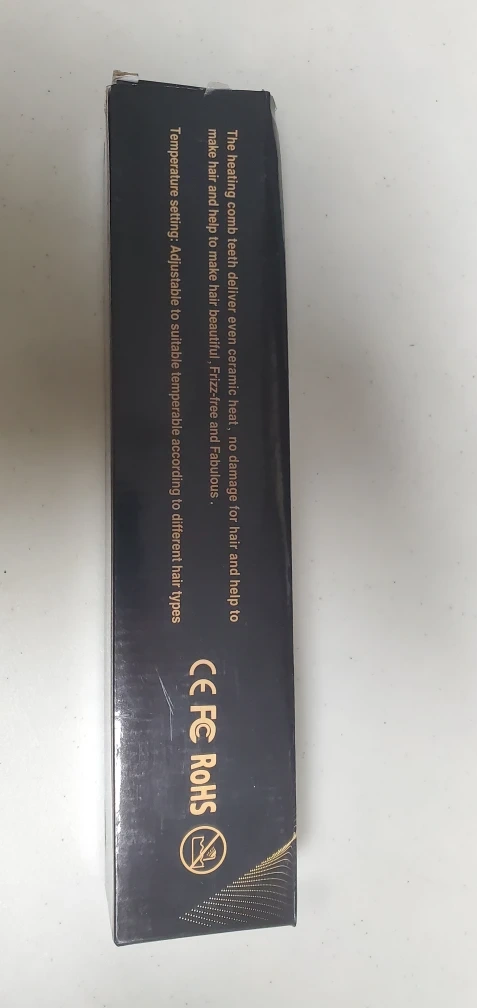 The heating comb teeth deliver even ceramic heat, no damage for hair and help to
make hair and help to make hair beautiful, Frizz-free and Fabulous.
Temperature setting: Adjustable to suitable temperable according to different hair types
CE FC RoHS